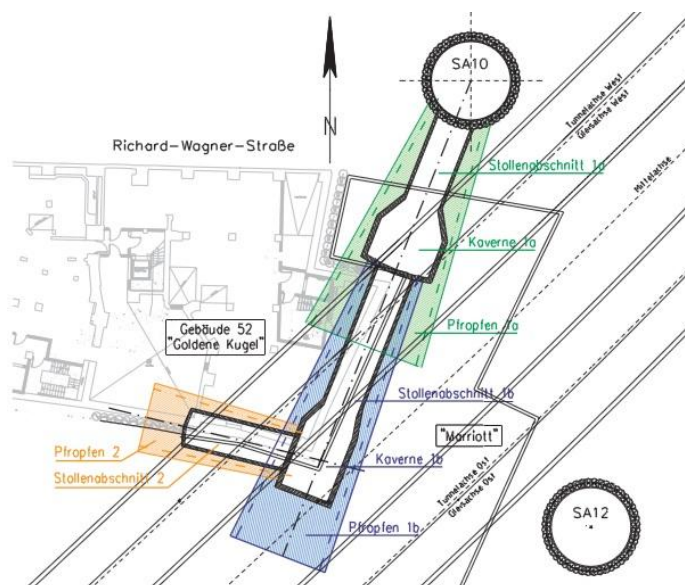 SA10
Tunnelachse West
Gleisachse West
Mittelachse
N
Richard-Wagner-Straße
Stollenabschnitt 1a
Kaverne 1a
Pfropfen 1a
Gebäude 52
"Goldene Kugel"
Stollenabschnitt 1b
"Marriott"
Pfropfen 2
Stollenabschnitt 2
Kaverne 1b
Tunnelachse Ost
Gleisachse Ost
Pfropfen 1b
SA12